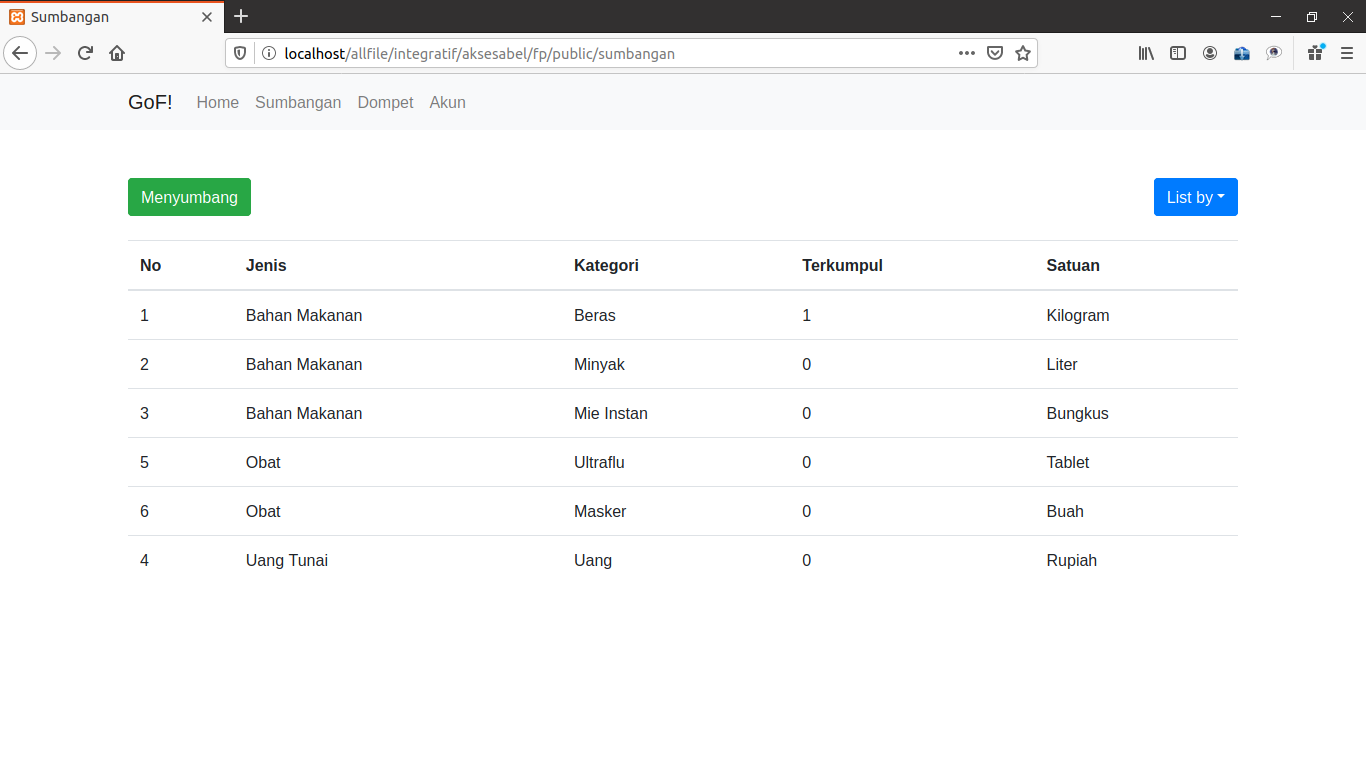 Sumbangan
localhost/allfile/integratif/aksesabel/fp/public/sumbangan
GoF! Home Sumbangan Dompet Akun
Menyumbang List by
No Jenis Kategori Terkumpul Satuan
1 Bahan Makanan Beras 1 Kilogram
2 Bahan Makanan Minyak 0 Liter
3 Bahan Makanan Mie Instan 0 Bungkus
5 Obat Ultraflu 0 Tablet
6 Obat Masker 0 Buah
4 Uang Tunai Uang 0 Rupiah